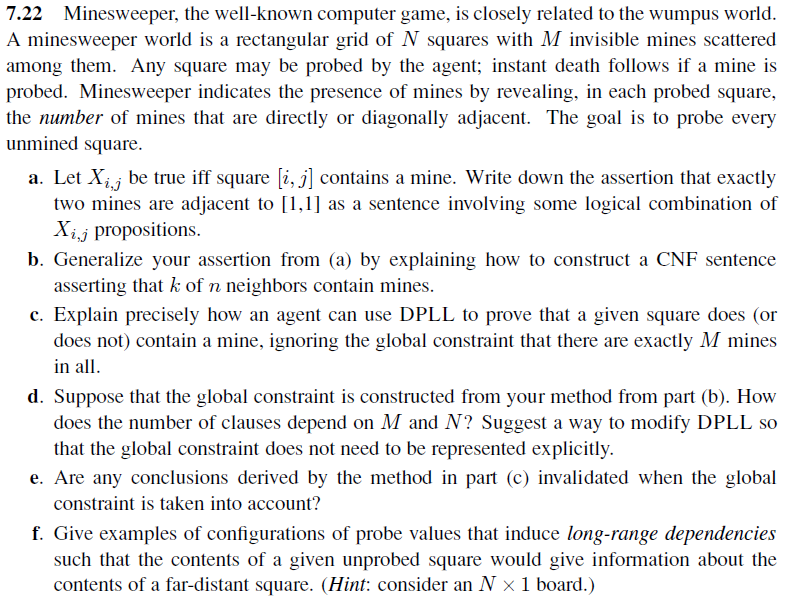 7.22 Minesweeper, the well-known computer game, is closely related to the wumpus world.
A minesweeper world is a rectangular grid of N squares with M invisible mines scattered
among them. Any square may be probed by the agent; instant death follows if a mine is
probed. Minesweeper indicates the presence of mines by revealing, in each probed square,
the number of mines that are directly or diagonally adjacent. The goal is to probe every
unmined square.
a. Let X_{i,j} be true iff square [i, j] contains a mine. Write down the assertion that exactly
two mines are adjacent to [1,1] as a sentence involving some logical combination of
X_{i,j} propositions.
b. Generalize your assertion from (a) by explaining how to construct a CNF sentence
asserting that k of n neighbors contain mines.
c. Explain precisely how an agent can use DPLL to prove that a given square does (or
does not) contain a mine, ignoring the global constraint that there are exactly M mines
in all.
d. Suppose that the global constraint is constructed from your method from part (b). How
does the number of clauses depend on M and N? Suggest a way to modify DPLL so
that the global constraint does not need to be represented explicitly.
e. Are any conclusions derived by the method in part (c) invalidated when the global
constraint is taken into account?
f. Give examples of configurations of probe values that induce long-range dependencies
such that the contents of a given unprobed square would give information about the
contents of a far-distant square. (Hint: consider an N × 1 board.)